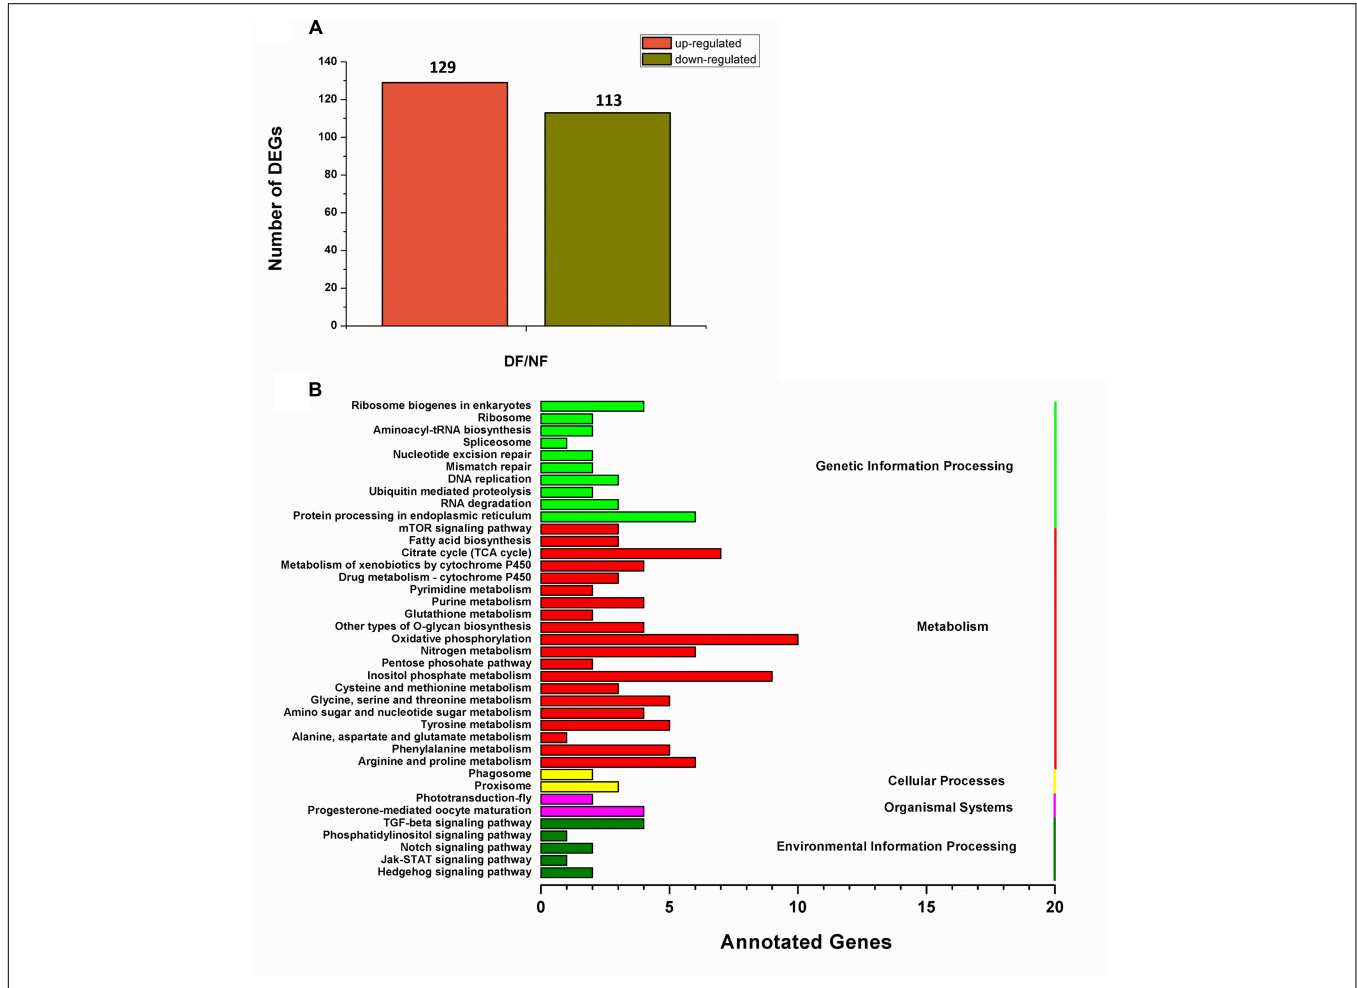 A
up-regulated
down-regulated
129
113
140
120
100
80
60
40
20
0
Number of DEGs
DF/NF
B
Ribosome biogenes in enkaryotes
Ribosome
Aminoacyl-tRNA biosynthesis
Spliceosome
Nucleotide excision repair
Mismatch repair
DNA replication
Ubiquitin mediated proteolysis
RNA degradation
Protein processing in endoplasmic reticulum
mTOR signaling pathway
Fatty acid biosynthesis
Citrate cycle (TCA cycle)
Metabolism of xenobiotics by cytochrome P450
Drug metabolism - cytochrome P450
Pyrimidine metabolism
Purine metabolism
Glutathione metabolism
Other types of O-glycan biosynthesis
Oxidative phosphorylation
Nitrogen metabolism
Pentose phosohate pathway
Inositol phosphate metabolism
Cysteine and methionine metabolism
Glycine, serine and threonine metabolism
Amino sugar and nucleotide sugar metabolism
Tyrosine metabolism
Alanine, aspartate and glutamate metabolism
Phenylalanine metabolism
Arginine and proline metabolism
Phagosome
Proxisome
Phototransduction-fly
Progesterone-mediated oocyte maturation
TGF-beta signaling pathway
Phosphatidylinositol signaling pathway
Notch signaling pathway
Jak-STAT signaling pathway
Hedgehog signaling pathway
Genetic Information Processing
Metabolism
Cellular Processes
Organismal Systems
Environmental Information Processing
0
5
10
15
20
Annotated Genes